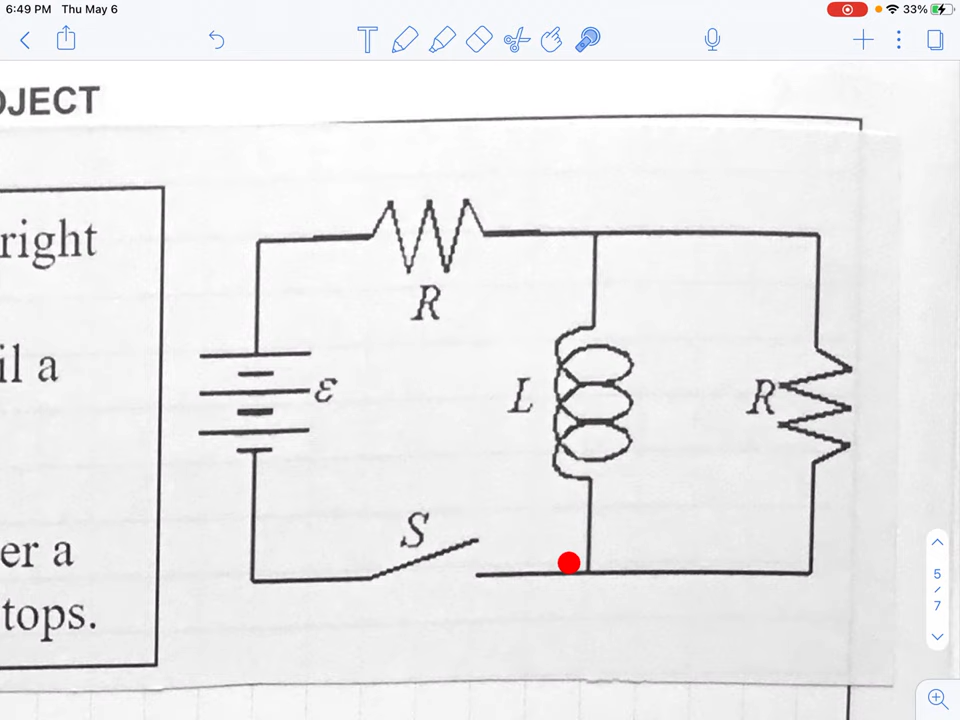 6:49 PM Thu May 6
33%
OJECT
right
il a
er a
tops.
R
ε
L
R
S
5
/
7